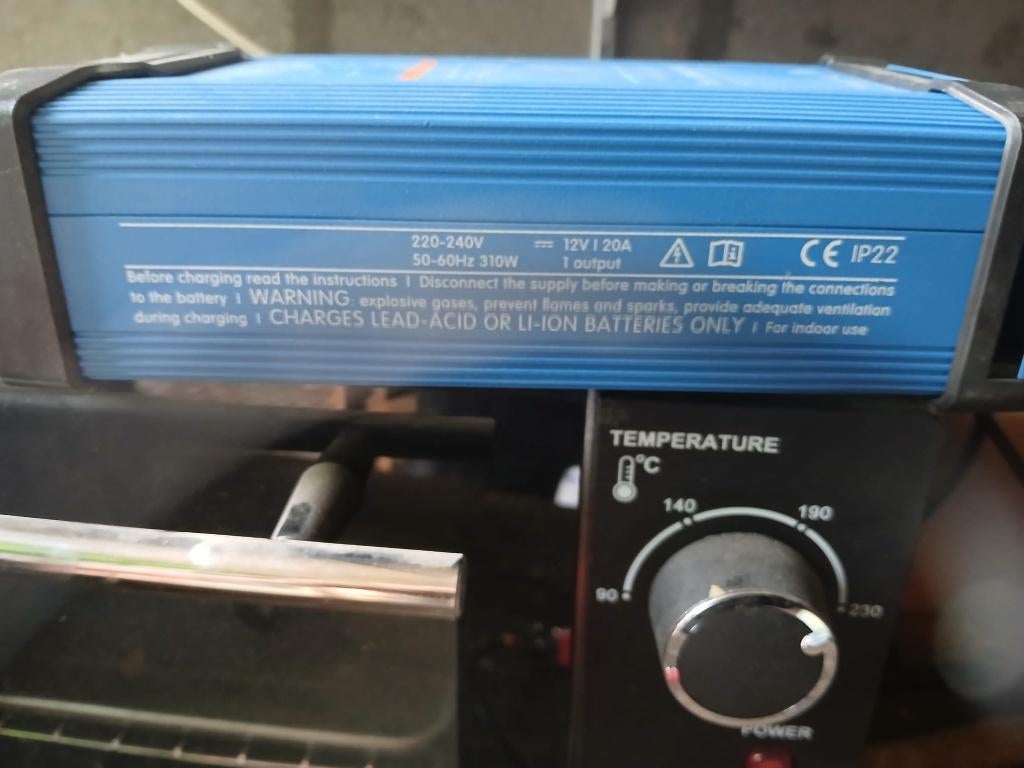 220-240V 12V | 20A CE IP22
50-60Hz 310W 1 output
Before charging read the instructions | Disconnect the supply before making or breaking the connections
to the battery | WARNING: explosive gases, prevent flames and sparks, provide adequate ventilation
during charging | CHARGES LEAD-ACID OR LI-ION BATTERIES ONLY | For indoor use
TEMPERATURE
°C
140 190
90 230
POWER